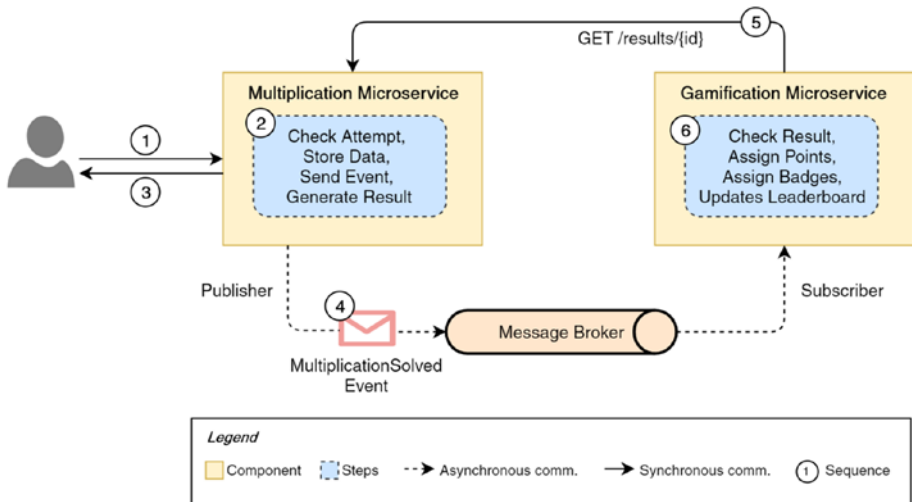 5
GET /results/{id}
Multiplication Microservice
Gamification Microservice
2
Check Attempt,
Store Data,
Send Event,
Generate Result
6
Check Result,
Assign Points,
Assign Badges,
Updates Leaderboard
1
3
Publisher
Subscriber
4
Message Broker
MultiplicationSolved
Event
Legend
Component
Steps
Asynchronous comm.
Synchronous comm.
1
Sequence